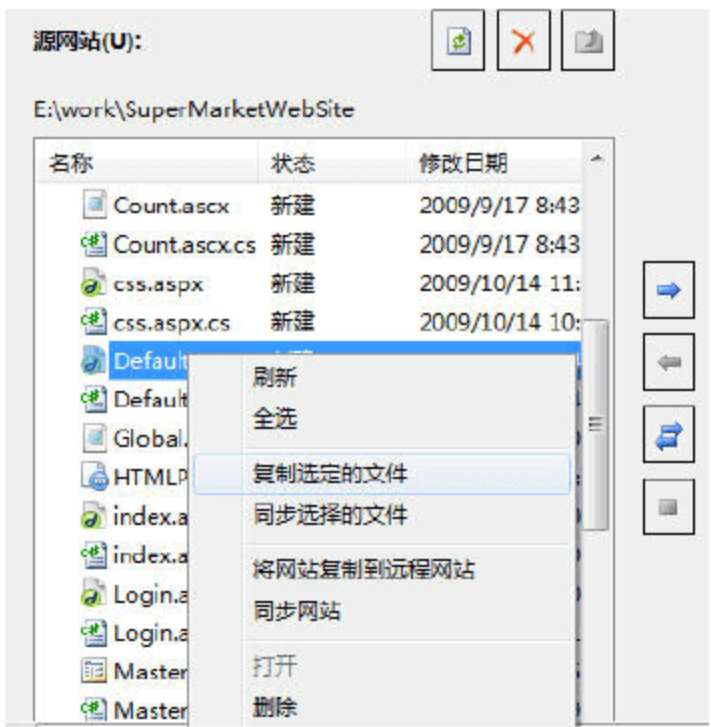 源网站(U):
E:\work\SuperMarketWebSite
名称 状态 修改日期
Count.ascx 新建 2009/9/17 8:43
Count.ascx.cs 新建 2009/9/17 8:43
css.aspx 新建 2009/10/14 11:
css.aspx.cs 新建 2009/10/14 10:
Default
Default
Global.
HTMLP
index.a
index.a
Login.a
Login.a
Master
Master
刷新
全选
复制选定的文件
同步选择的文件
将网站复制到远程网站
同步网站
打开
删除